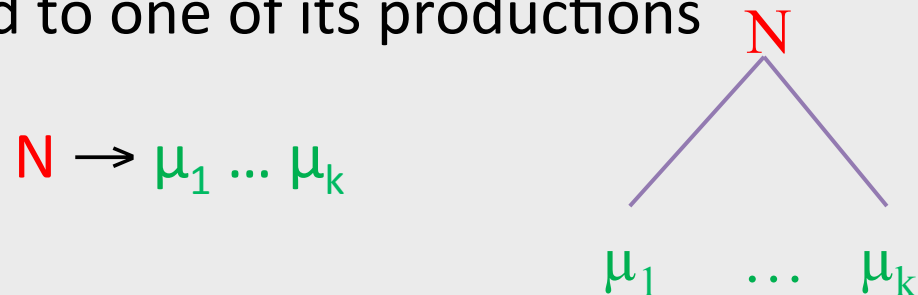 d to one of its productions
N
N → μ₁ ... μₖ
μ₁ ... μₖ